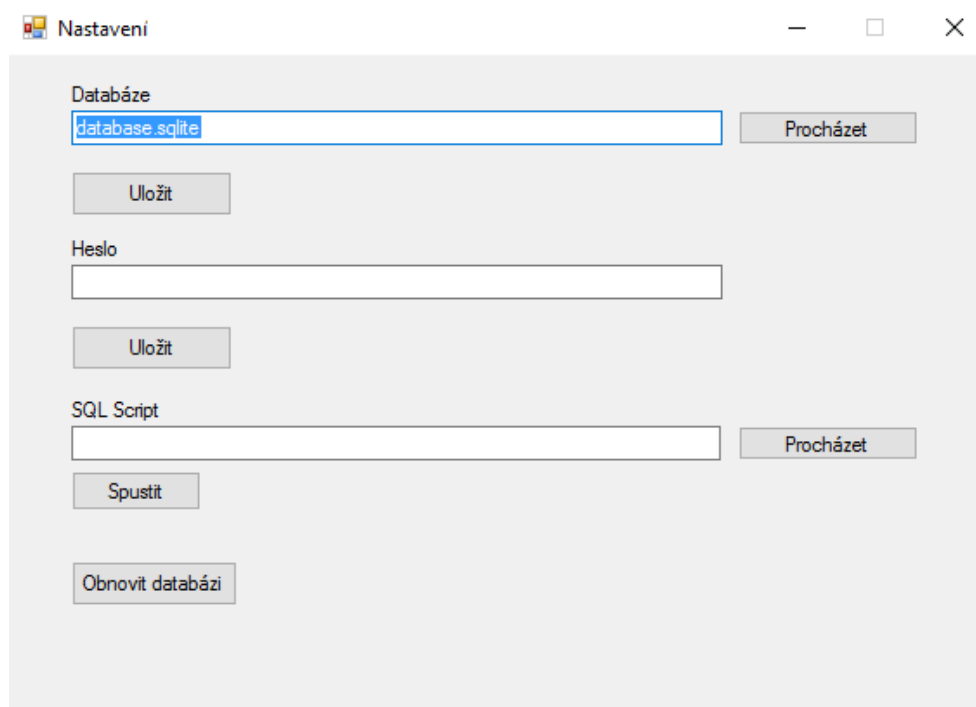 Nastavení
Databáze
database.sqlite
Procházet
Uložit
Heslo
Uložit
SQL Script
Procházet
Spustit
Obnovit databázi